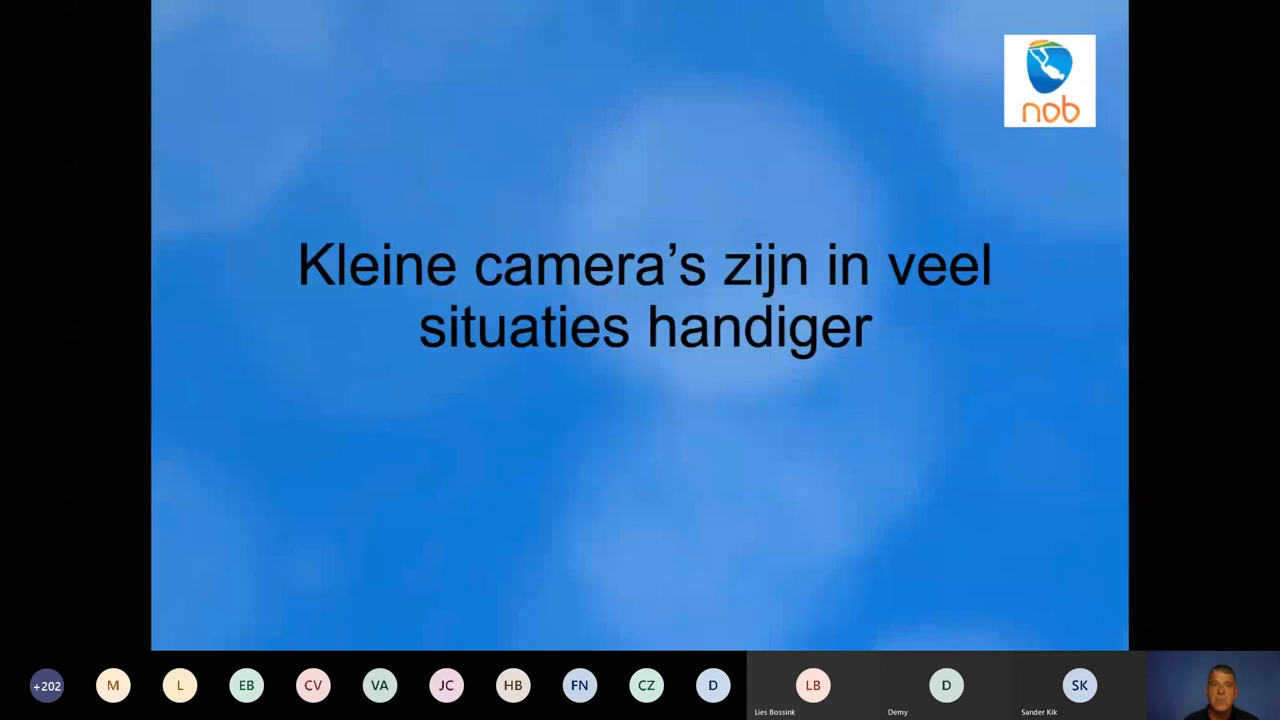 nob
Kleine camera’s zijn in veel
situaties handiger
+202
M
L
EB
CV
VA
JC
HB
FN
CZ
D
LB
D
SK
Lies Bossink
Demy
Sander Kik